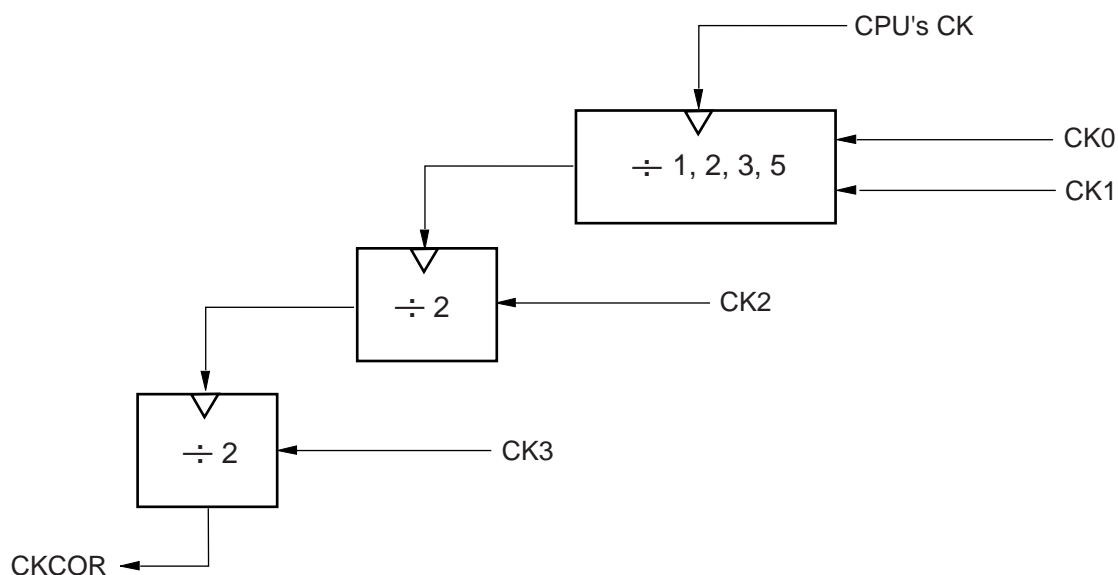 CPU's CK
CK0
÷ 1, 2, 3, 5
CK1
÷ 2
CK2
÷ 2
CK3
CKCOR